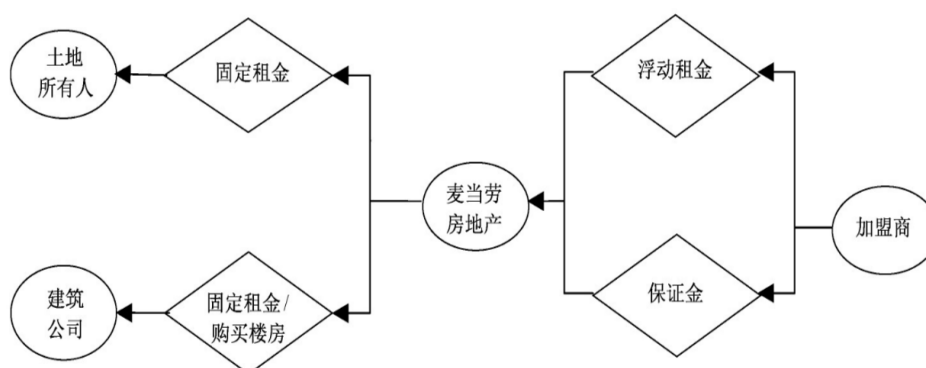 土地
所有人
固定租金
浮动租金
麦当劳
房地产
加盟商
建筑
公司
固定租金/
购买楼房
保证金